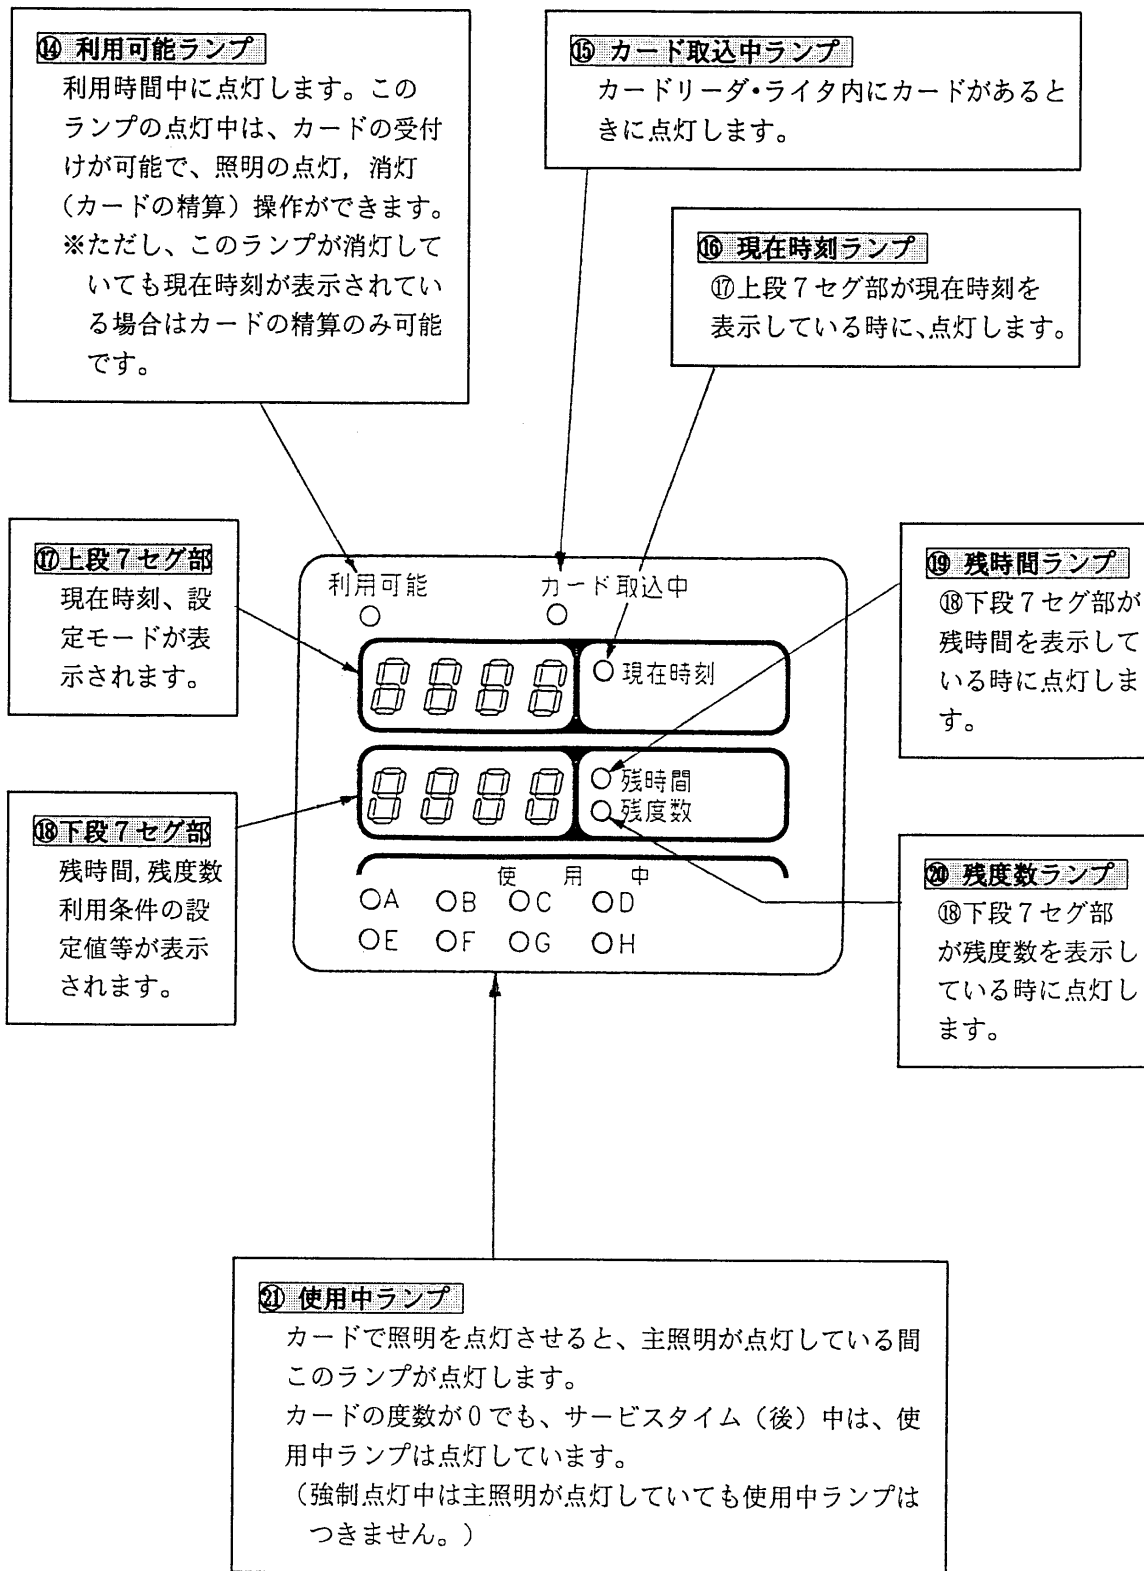 ⑭ 利用可能ランプ
利用時間中に点灯します。この
ランプの点灯中は、カードの受付
けが可能で、照明の点灯, 消灯
（カードの精算）操作ができます。
※ただし、このランプが消灯して
いても現在時刻が表示されてい
る場合はカードの精算のみ可能
です。
⑮ カード取込中ランプ
カードリーダ・ライタ内にカードがあると
きに点灯します。
⑯ 現在時刻ランプ
⑰上段７セグ部が現在時刻を
表示している時に、点灯します。
⑰上段７セグ部
現在時刻、設
定モードが表
示されます。
⑱下段７セグ部
残時間, 残度数
利用条件の設
定値等が表示
されます。
利用可能
カード取込中
現在時刻
残時間
残度数
使用中
A B C D
E F G H
⑲ 残時間ランプ
⑱下段７セグ部が
残時間を表示して
いる時に点灯しま
す。
⑳ 残度数ランプ
⑱下段７セグ部
が残度数を表示し
ている時に点灯し
ます。
㉑ 使用中ランプ
カードで照明を点灯させると、主照明が点灯している間
このランプが点灯します。
カードの度数が０でも、サービスタイム（後）中は、使
用中ランプは点灯しています。
（強制点灯中は主照明が点灯していても使用中ランプは
つきません。）